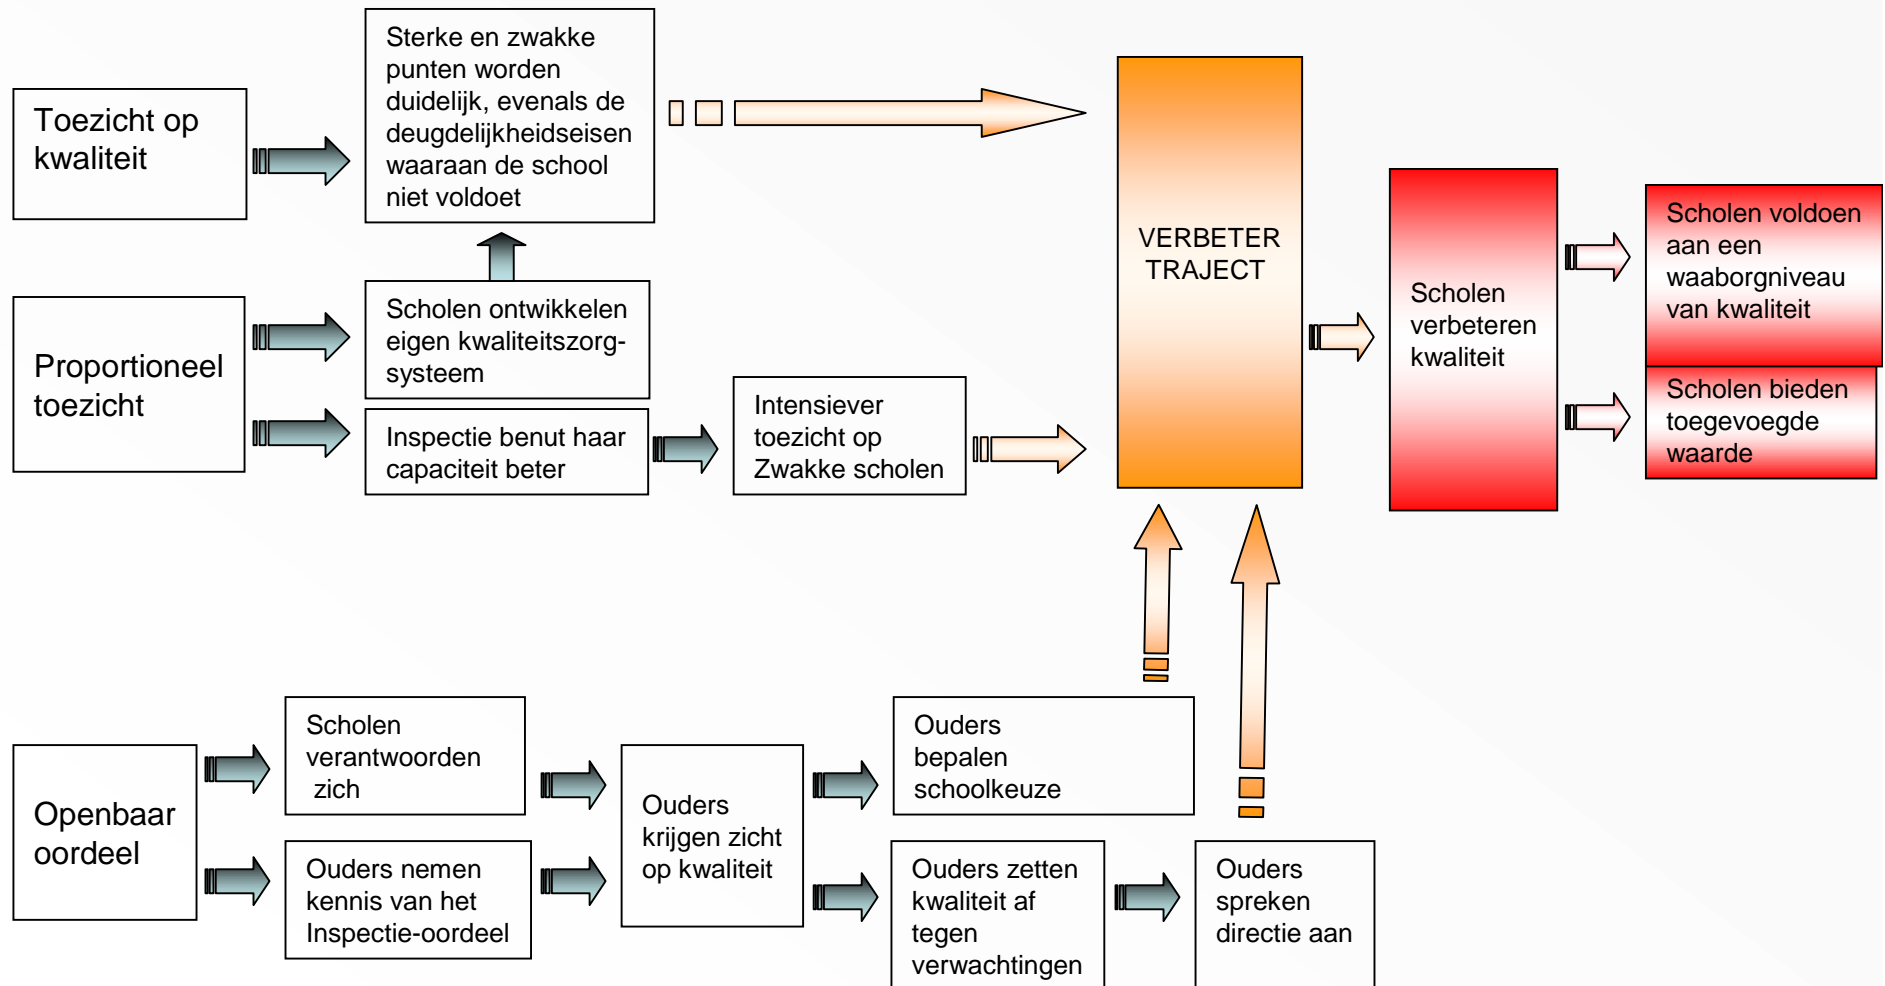 Toezicht op
kwaliteit
Sterke en zwakke
punten worden
duidelijk, evenals de
deugdelijkheidseisen
waaraan de school
niet voldoet
Proportioneel
toezicht
Scholen ontwikkelen
eigen kwaliteitszorg-
systeem
Inspectie benut haar
capaciteit beter
Intensiever
toezicht op
Zwakke scholen
VERBETER
TRAJECT
Scholen
verbeteren
kwaliteit
Scholen voldoen
aan een
waaborgniveau
van kwaliteit
Scholen bieden
toegevoegde
waarde
Openbaar
oordeel
Scholen
verantwoorden
zich
Ouders nemen
kennis van het
Inspectie-oordeel
Ouders
krijgen zicht
op kwaliteit
Ouders
bepalen
schoolkeuze
Ouders zetten
kwaliteit af
tegen
verwachtingen
Ouders
spreken
directie aan